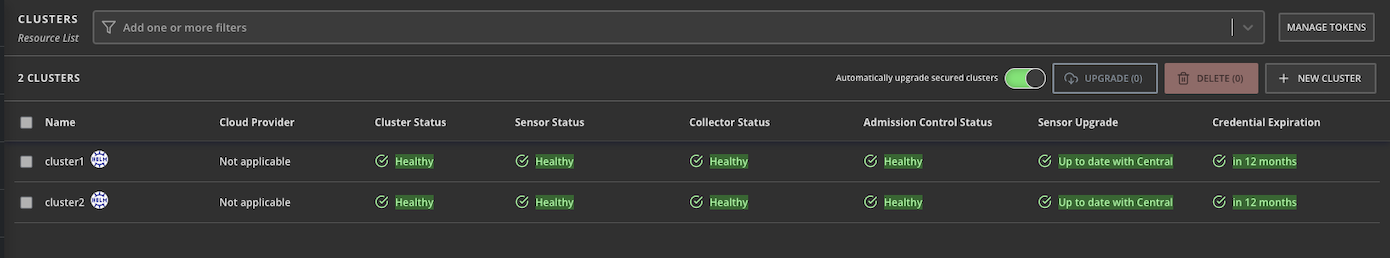 CLUSTERS
Resource List
Add one or more filters
MANAGE TOKENS
2 CLUSTERS
Automatically upgrade secured clusters
UPGRADE (0)
DELETE (0)
+ NEW CLUSTER
Name Cloud Provider Cluster Status Sensor Status Collector Status Admission Control Status Sensor Upgrade Credential Expiration
cluster1 HELM Not applicable Healthy Healthy Healthy Healthy Up to date with Central in 12 months
cluster2 HELM Not applicable Healthy Healthy Healthy Healthy Up to date with Central in 12 months